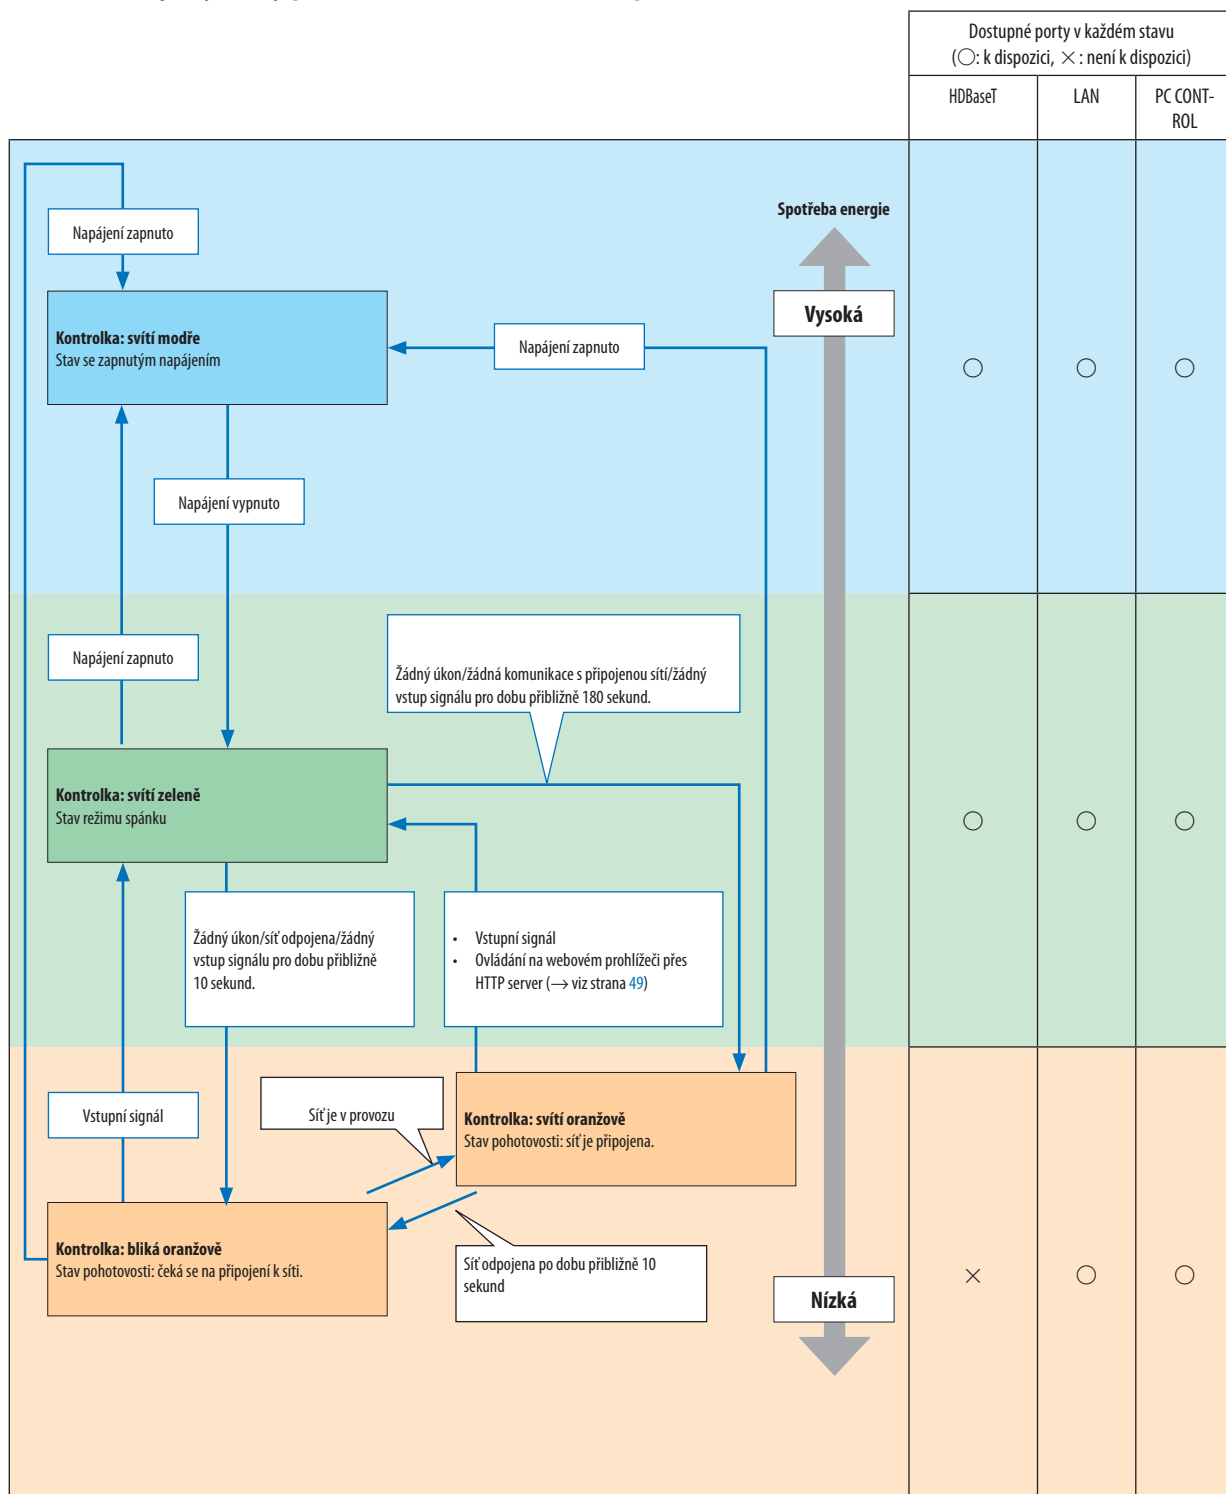 Dostupné porty v každém stavu
(○: k dispozici, ×: není k dispozici)
HDBaseT
LAN
PC CONT-
ROL
Napájení zapnuto
Spotřeba energie
Vysoká
Kontrolka: svítí modře
Stav se zapnutým napájením
Napájení zapnuto
○
○
○
Napájení vypnuto
Napájení zapnuto
Žádný úkon/žádná komunikace s připojenou sítí/žádný
vstup signálu pro dobu přibližně 180 sekund.
Kontrolka: svítí zeleně
Stav režimu spánku
○
○
○
Žádný úkon/síť odpojena/žádný
vstup signálu pro dobu přibližně
10 sekund.
• Vstupní signál
• Ovládání na webovém prohlížeči přes
HTTP server (→ viz strana 49)
Vstupní signál
Síť je v provozu
Kontrolka: svítí oranžově
Stav pohotovosti: síť je připojena.
Kontrolka: bliká oranžově
Stav pohotovosti: čeká se na připojení k síti.
Síť odpojena po dobu přibližně 10
sekund
Nízká
×
○
○